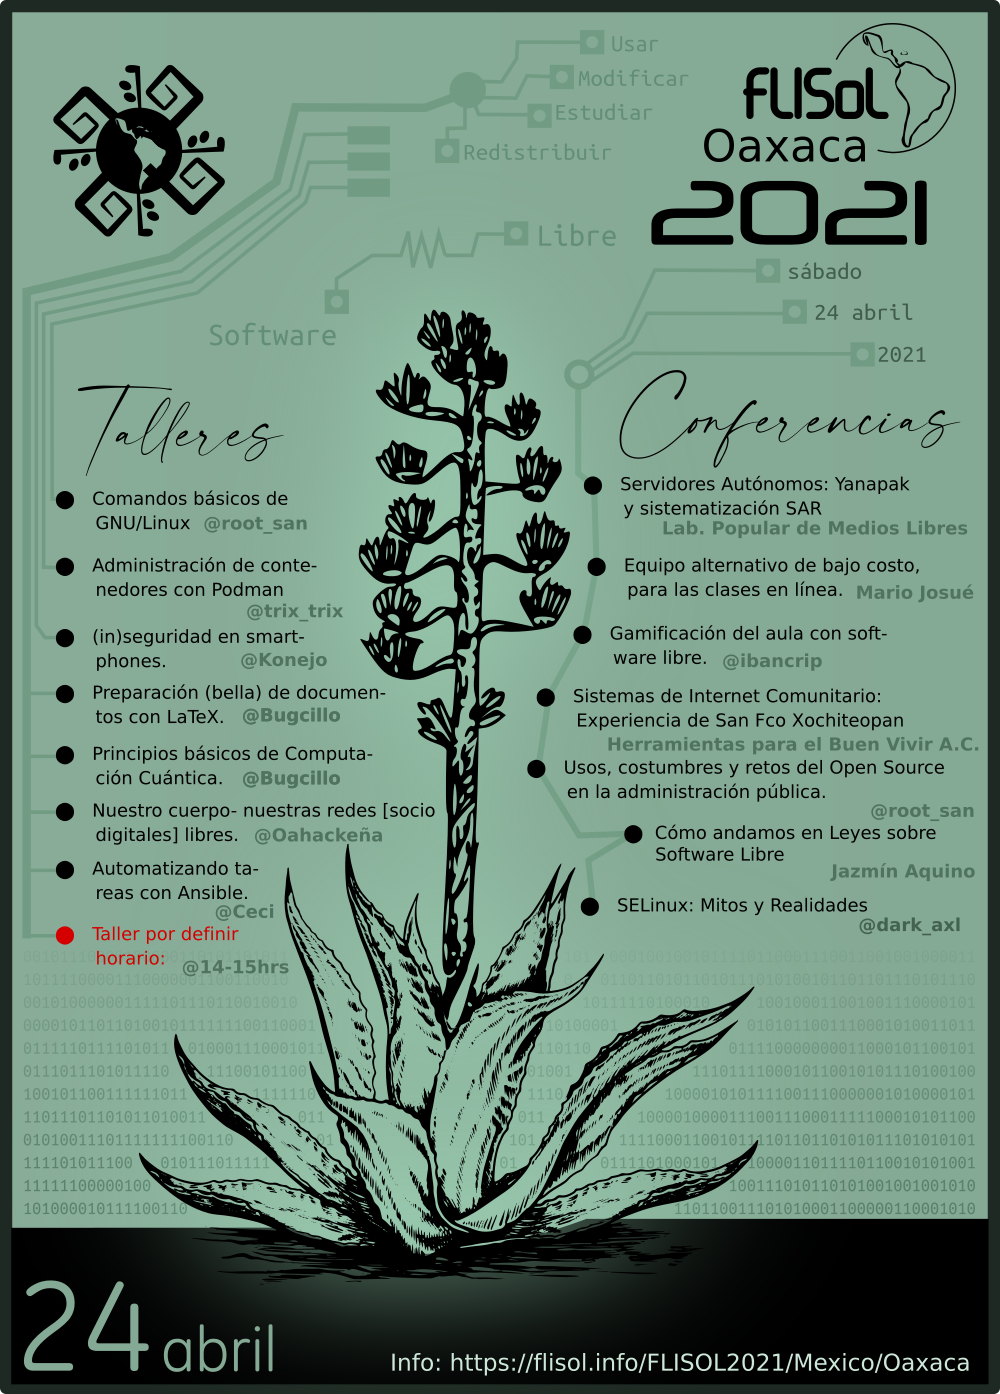 Usar
Modificar
Estudiar
Redistribuir
Libre
Software
fLISoL
Oaxaca
2021
sábado
24 abril
2021
Talleres
Comandos básicos de
GNU/Linux @root_san
Administración de conte-
nedores con Podman
@trix_trix
(in)seguridad en smart-
phones. @Konejo
Preparación (bella) de documen-
tos con LaTeX. @Bugcillo
Principios básicos de Computa-
ción Cuántica. @Bugcillo
Nuestro cuerpo- nuestras redes [socio
digitales] libres. @Oahackeña
Automatizando ta-
reas con Ansible.
@Ceci
Taller por definir
horario: @14-15hrs
Conferencias
Servidores Autónomos: Yanapak
y sistematización SAR
Lab. Popular de Medios Libres
Equipo alternativo de bajo costo,
para las clases en línea. Mario Josué
Gamificación del aula con soft-
ware libre. @ibancrip
Sistemas de Internet Comunitario:
Experiencia de San Fco Xochiteopan
Herramientas para el Buen Vivir A.C.
Usos, costumbres y retos del Open Source
en la administración pública.
@root_san
Cómo andamos en Leyes sobre
Software Libre
Jazmín Aquino
SELinux: Mitos y Realidades
@dark_axl
24 abril
Info: https://flisol.info/FLISOL2021/Mexico/Oaxaca